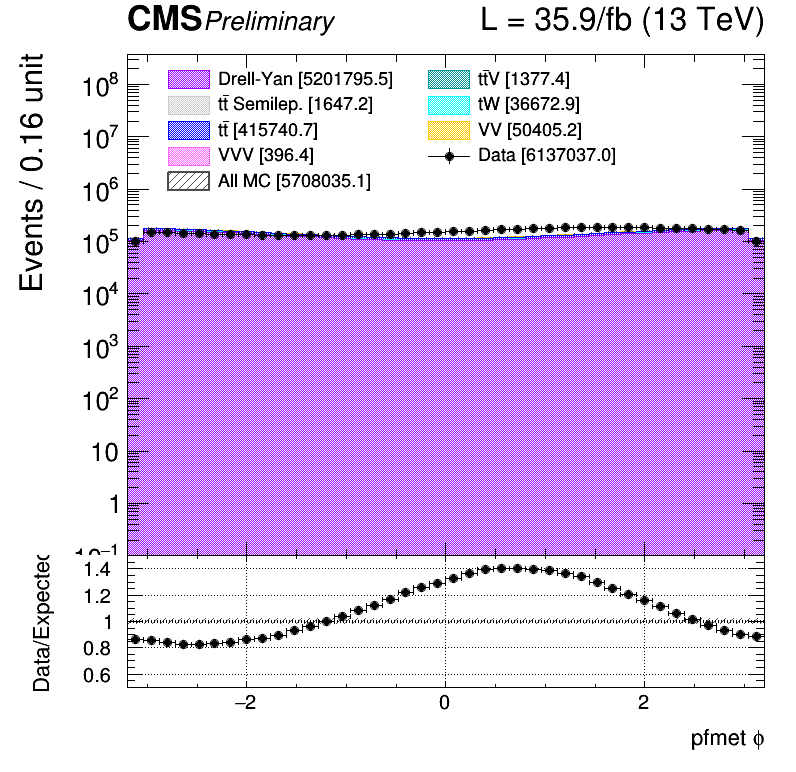 CMS Preliminary L = 35.9/fb (13 TeV)
Events / 0.16 unit
Drell-Yan [5201795.5] tt̄V [1377.4]
tt̄ Semilep. [1647.2] tW [36672.9]
tt̄ [415740.7] VV [50405.2]
VVV [396.4] Data [6137037.0]
All MC [5708035.1]
10⁸
10⁷
10⁶
10⁵
10⁴
10³
10²
10
1
10⁻¹
Data/Expected
1.4
1.2
1
0.8
0.6
−2 0 2
pfmet ϕ